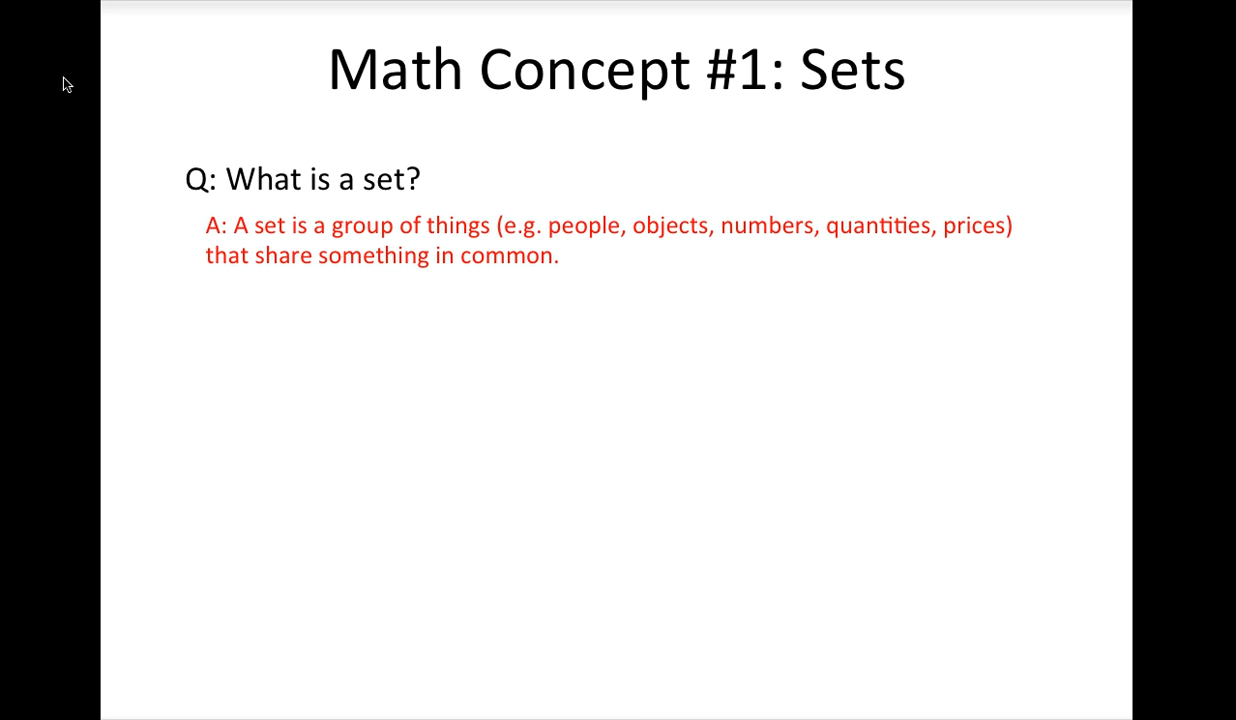 Math Concept #1: Sets
Q: What is a set?
A: A set is a group of things (e.g. people, objects, numbers, quantities, prices)
that share something in common.